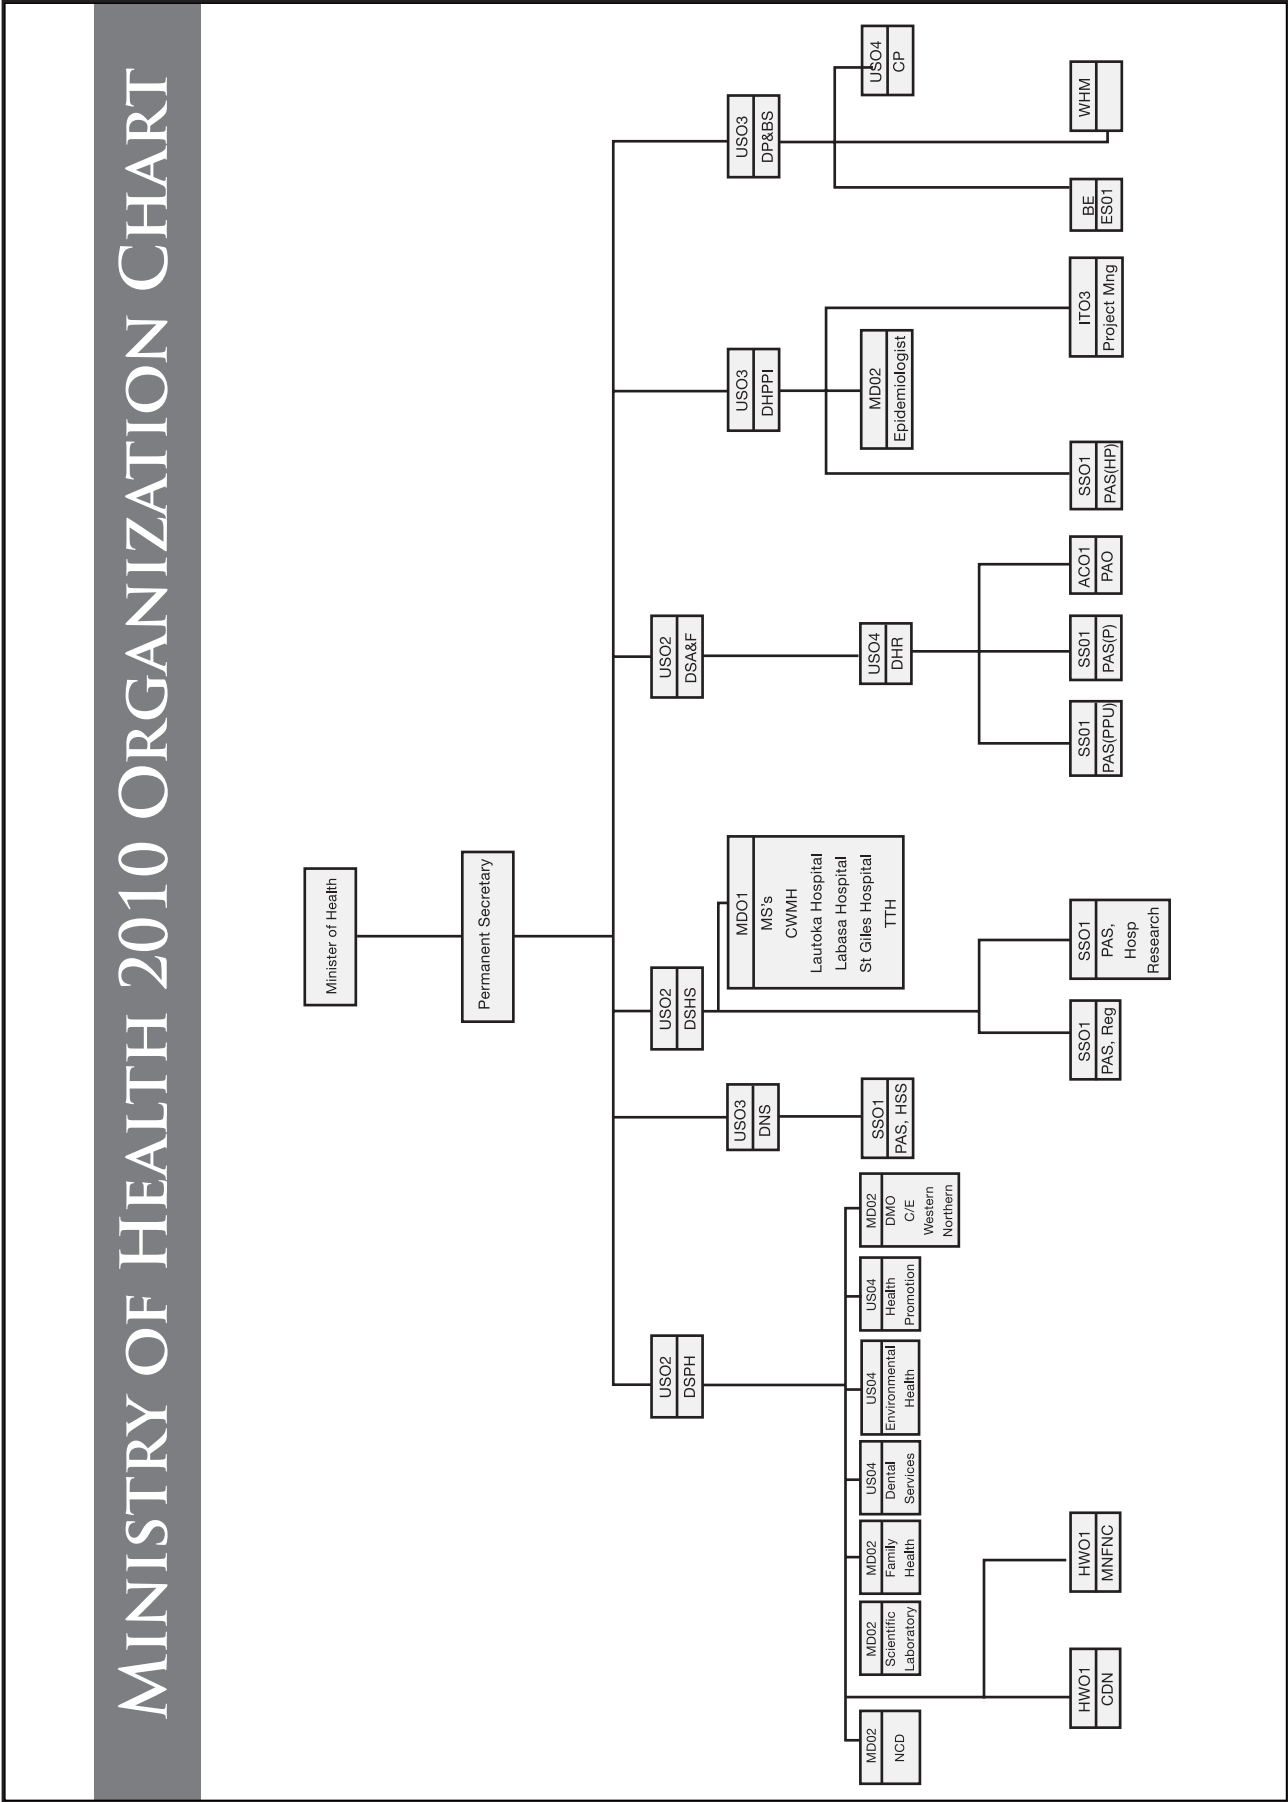 MINISTRY OF HEALTH 2010 ORGANIZATION CHART
Minister of Health
Permanent Secretary
USO2
DSPH
USO3
DNS
USO2
DSHS
USO2
DSA&F
USO3
DHPPI
USO3
DP&BS
MD02
NCD
MD02
Scientific
Laboratory
MD02
Family
Health
US04
Dental
Services
US04
Environmental
Health
US04
Health
Promotion
MD02
DMO
C/E
Western
Northern
SSO1
PAS, HSS
MDO1
MS's
CWMH
Lautoka Hospital
Labasa Hospital
St Giles Hospital
TTH
USO4
DHR
MD02
Epidemiologist
USO4
CP
HWO1
CDN
HWO1
MNFNC
SSO1
PAS, Reg
SSO1
PAS,
Hosp
Research
SS01
PAS(PPU)
SS01
PAS(P)
ACO1
PAO
SSO1
PAS(HP)
ITO3
Project Mng
BE
ES01
WHM